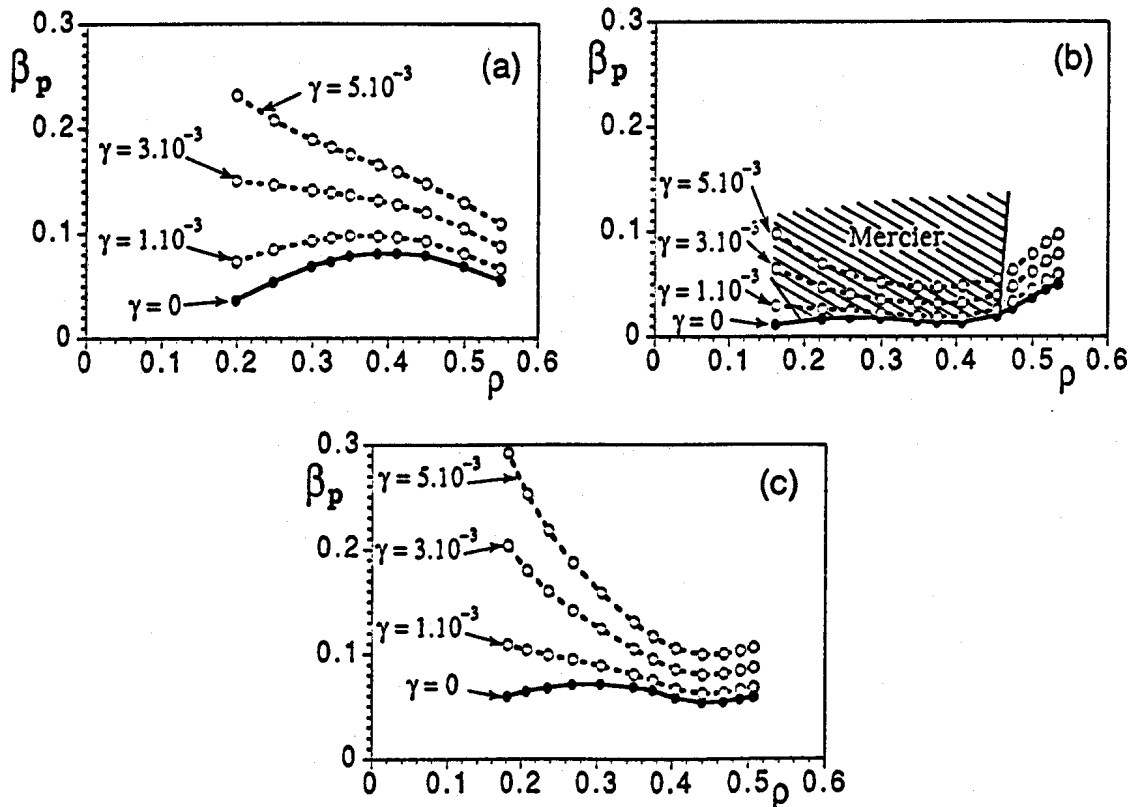 0.3
β_p
(a)
γ = 5.10⁻³
0.2
γ = 3.10⁻³
0.1
γ = 1.10⁻³
γ = 0
0
0 0.1 0.2 0.3 0.4 0.5 0.6
ρ
0.3
β_p
(b)
0.2
γ = 5.10⁻³
0.1
Mercier
γ = 3.10⁻³
γ = 1.10⁻³
γ = 0
0
0 0.1 0.2 0.3 0.4 0.5 0.6
ρ
0.3
β_p
(c)
γ = 5.10⁻³
0.2
γ = 3.10⁻³
γ = 1.10⁻³
0.1
γ = 0
0
0 0.1 0.2 0.3 0.4 0.5 0.6
ρ